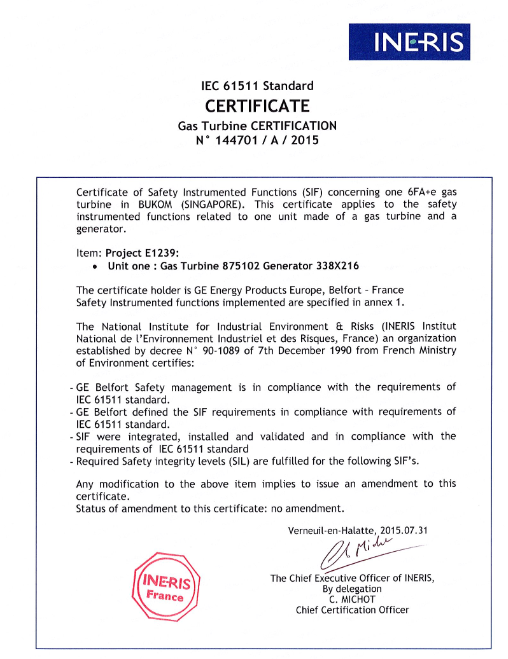 INERIS
IEC 61511 Standard
CERTIFICATE
Gas Turbine CERTIFICATION
N° 144701 / A / 2015
Certificate of Safety Instrumented Functions (SIF) concerning one 6FA+e gas
turbine in BUKOM (SINGAPORE). This certificate applies to the safety
instrumented functions related to one unit made of a gas turbine and a
generator.
Item: Project E1239:
• Unit one : Gas Turbine 875102 Generator 338X216
The certificate holder is GE Energy Products Europe, Belfort - France
Safety Instrumented functions implemented are specified in annex 1.
The National Institute for Industrial Environment & Risks (INERIS Institut
National de l'Environnement Industriel et des Risques, France) an organization
established by decree N° 90-1089 of 7th December 1990 from French Ministry
of Environment certifies:
- GE Belfort Safety management is in compliance with the requirements of
IEC 61511 standard.
- GE Belfort defined the SIF requirements in compliance with requirements of
IEC 61511 standard.
- SIF were integrated, installed and validated and in compliance with the
requirements of IEC 61511 standard
- Required Safety integrity levels (SIL) are fulfilled for the following SIF's.
Any modification to the above item implies to issue an amendment to this
certificate.
Status of amendment to this certificate: no amendment.
Verneuil-en-Halatte, 2015.07.31
The Chief Executive Officer of INERIS,
By delegation
C. MICHOT
Chief Certification Officer
INERIS
France